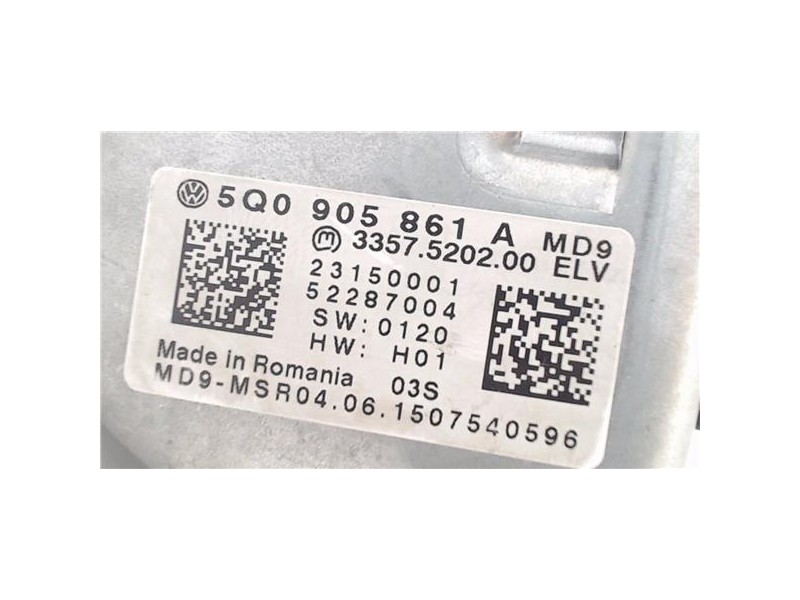 5Q0 905 861 A MD9
3357.5202.00 ELV
23150001
52287004
SW:0120
HW: H01
Made in Romania 03S
MD9-MSR04.06.1507540596